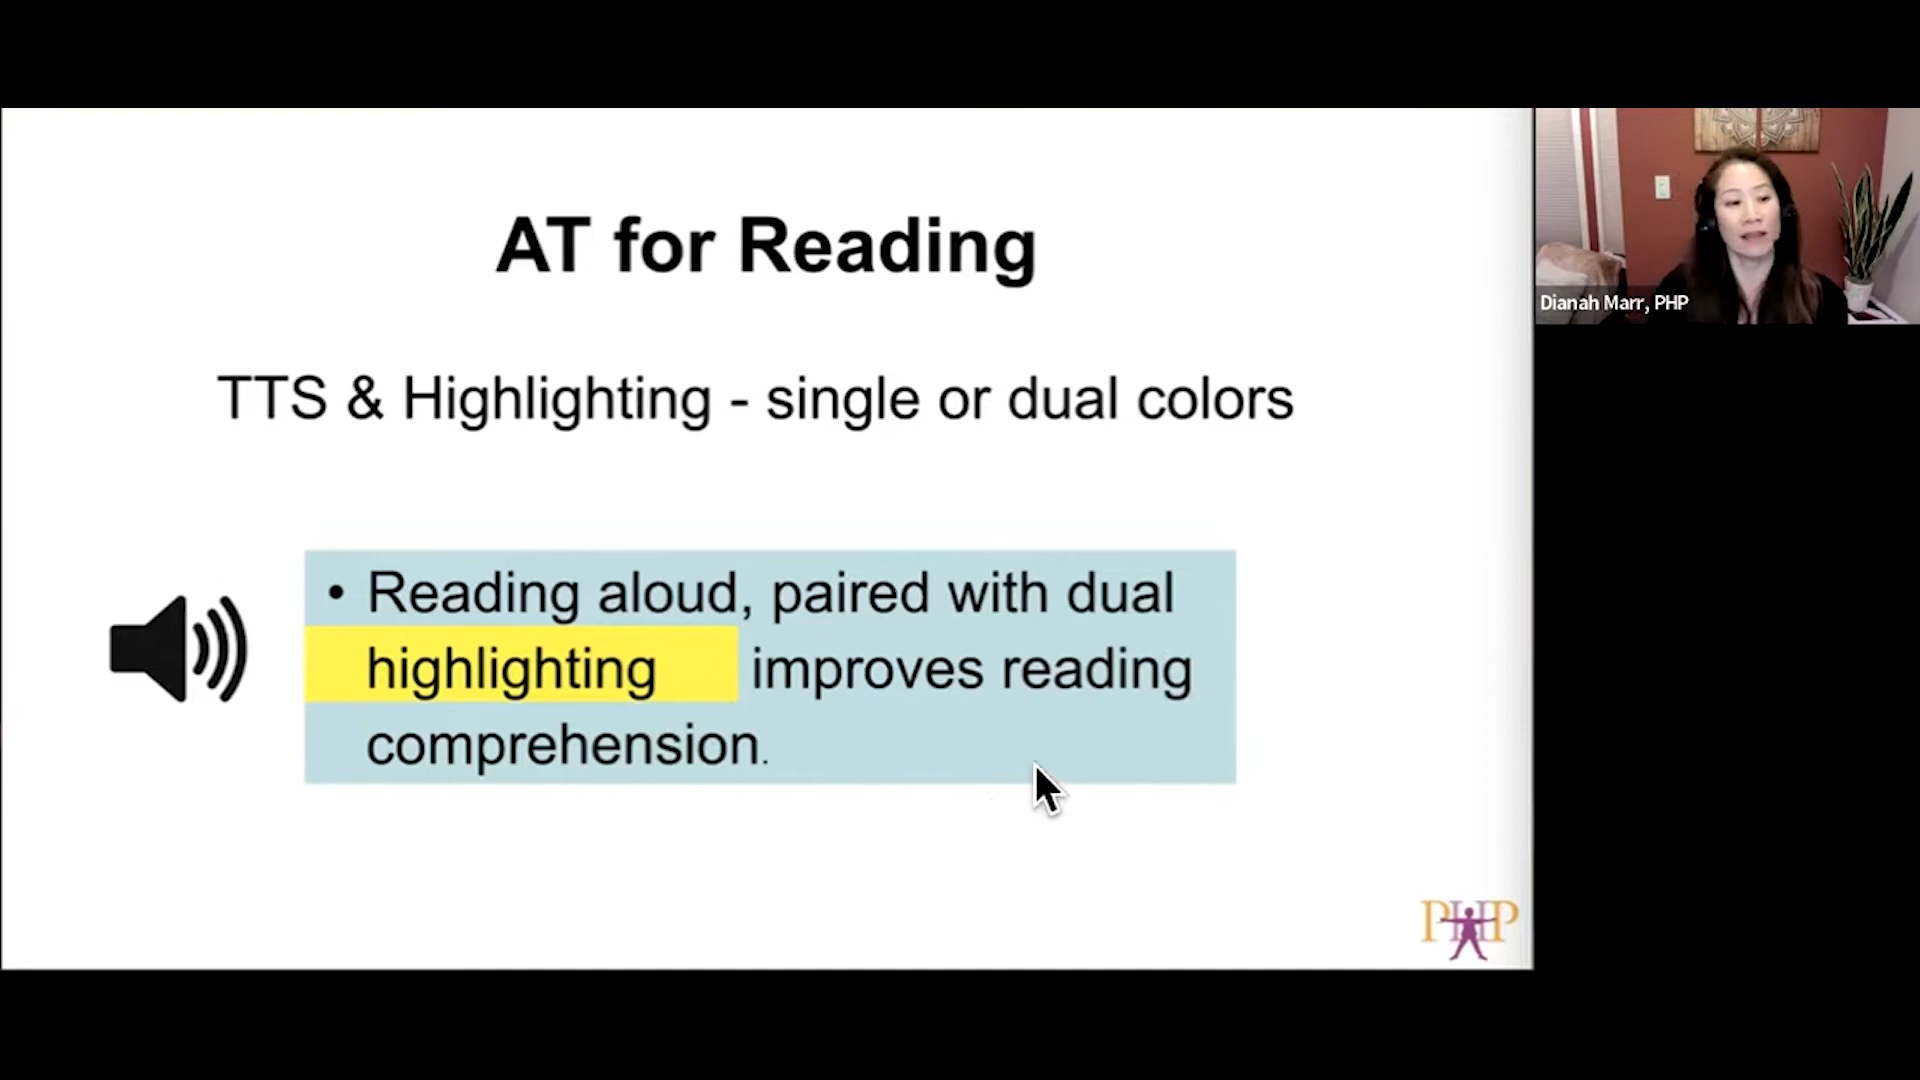 AT for Reading
TTS & Highlighting - single or dual colors
• Reading aloud, paired with dual
highlighting improves reading
comprehension.
Dianah Marr, PHP
PHP